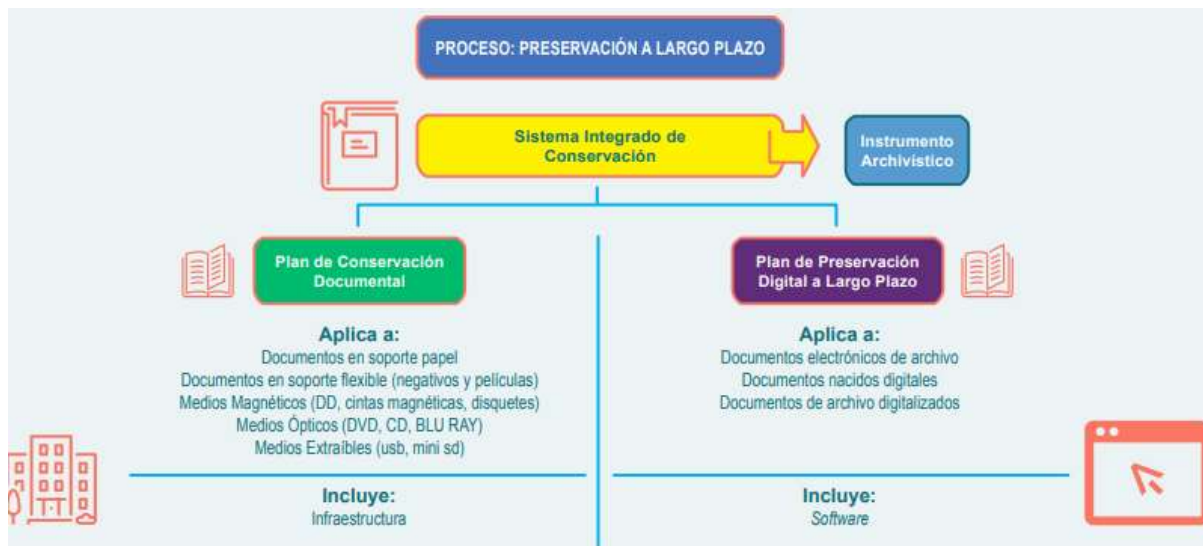 PROCESO: PRESERVACIÓN A LARGO PLAZO
Sistema Integrado de
Conservación
Instrumento
Archivístico
Plan de Conservación
Documental
Aplica a:
Documentos en soporte papel
Documentos en soporte flexible (negativos y películas)
Medios Magnéticos (DD, cintas magnéticas, disquetes)
Medios Ópticos (DVD, CD, BLU RAY)
Medios Extraíbles (usb, mini sd)
Incluye:
Infraestructura
Plan de Preservación
Digital a Largo Plazo
Aplica a:
Documentos electrónicos de archivo
Documentos nacidos digitales
Documentos de archivo digitalizados
Incluye:
Software